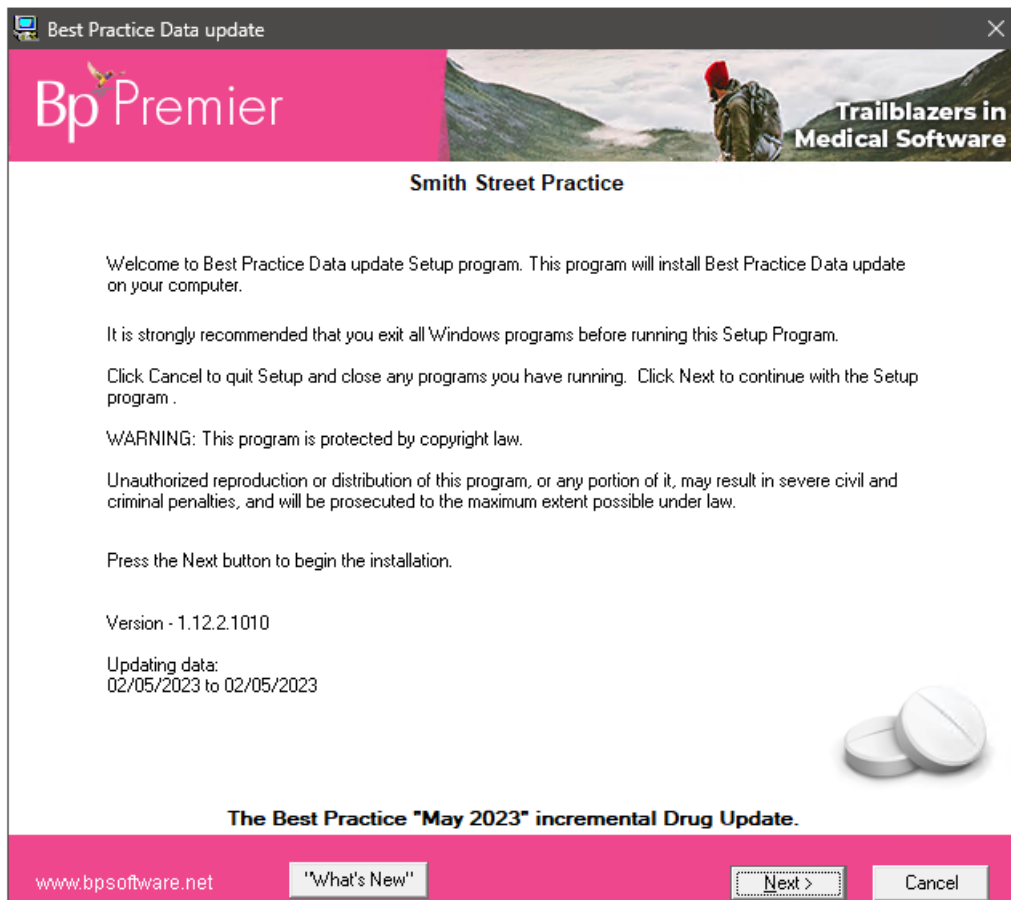 Best Practice Data update
Bp Premier
Trailblazers in
Medical Software
Smith Street Practice
Welcome to Best Practice Data update Setup program. This program will install Best Practice Data update
on your computer.
It is strongly recommended that you exit all Windows programs before running this Setup Program.
Click Cancel to quit Setup and close any programs you have running.  Click Next to continue with the Setup
program .
WARNING: This program is protected by copyright law.
Unauthorized reproduction or distribution of this program, or any portion of it, may result in severe civil and
criminal penalties, and will be prosecuted to the maximum extent possible under law.
Press the Next button to begin the installation.
Version - 1.12.2.1010
Updating data:
02/05/2023 to 02/05/2023
The Best Practice "May 2023" incremental Drug Update.
www.bpsoftware.net
"What's New"
Next >
Cancel